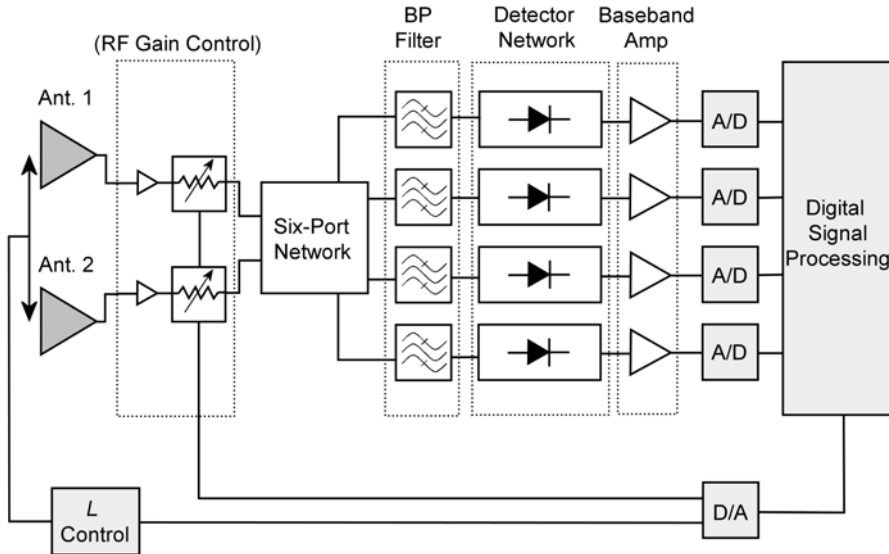 BP
Filter
Detector
Network
Baseband
Amp
(RF Gain Control)
Ant. 1
Ant. 2
Six-Port
Network
A/D
A/D
A/D
A/D
Digital
Signal
Processing
L
Control
D/A